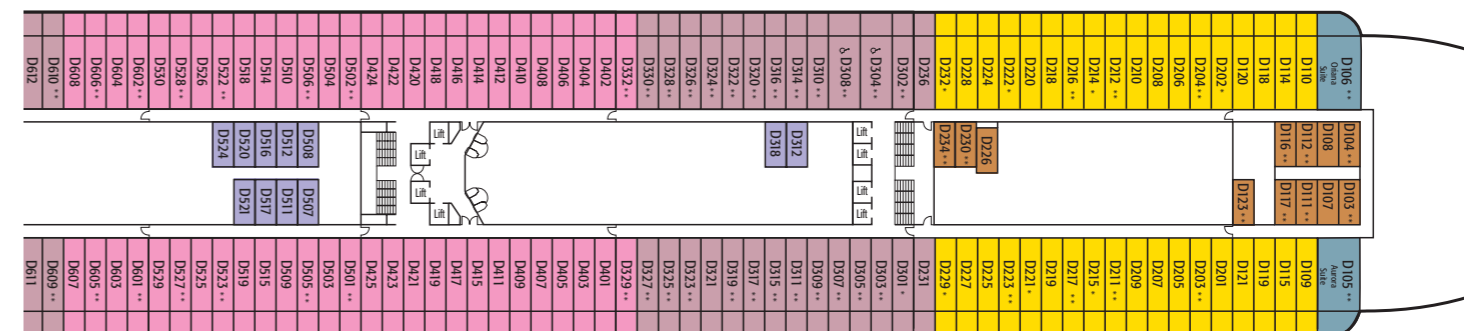 D612
D610 **
D608
D606 **
D604
D602 **
D530
D528 **
D526
D522 **
D518
D514
D510
D506 **
D504
D502 **
D424
D422
D420
D418
D416
D414
D412
D410
D408
D406
D404
D402
D332 **
D330 **
D328 **
D326 **
D324 **
D322 **
D320 **
D316 **
D314 **
D310 **
D308 **
D304 **
D302 *
D236
D232 *
D228
D224
D222 *
D220
D218
D216 **
D214 *
D212 **
D210
D208
D206
D204 **
D202 *
D120
D118
D114
D110
D106 **
Oriana
Suite
D524
D520
D516
D512
D508
Lift
Lift
D318
D312
Lift
Lift
D234 **
D230 **
D226
D116 **
D112 **
D108
D104 **
D521
D517
D511
D507
Lift
Lift
Lift
Lift
D123 **
D117 **
D111 **
D107
D103 **
D611
D609 **
D607
D605 **
D603
D601 **
D529
D527 **
D525
D523 **
D515
D509
D505 **
D503
D501 **
D425
D423
D421
D419
D417
D415
D411
D409
D407
D405
D403
D401
D329 **
D327 **
D325 **
D323 **
D321
D319 **
D317 **
D315 **
D309 **
D307 **
D305 **
D303 **
D301 *
D231
D229 *
D227
D225
D223 **
D221 *
D219
D217 **
D215 *
D211 **
D209
D207
D205
D203 **
D201
D121
D119
D115
D109
D105 **
Aurora
Suite